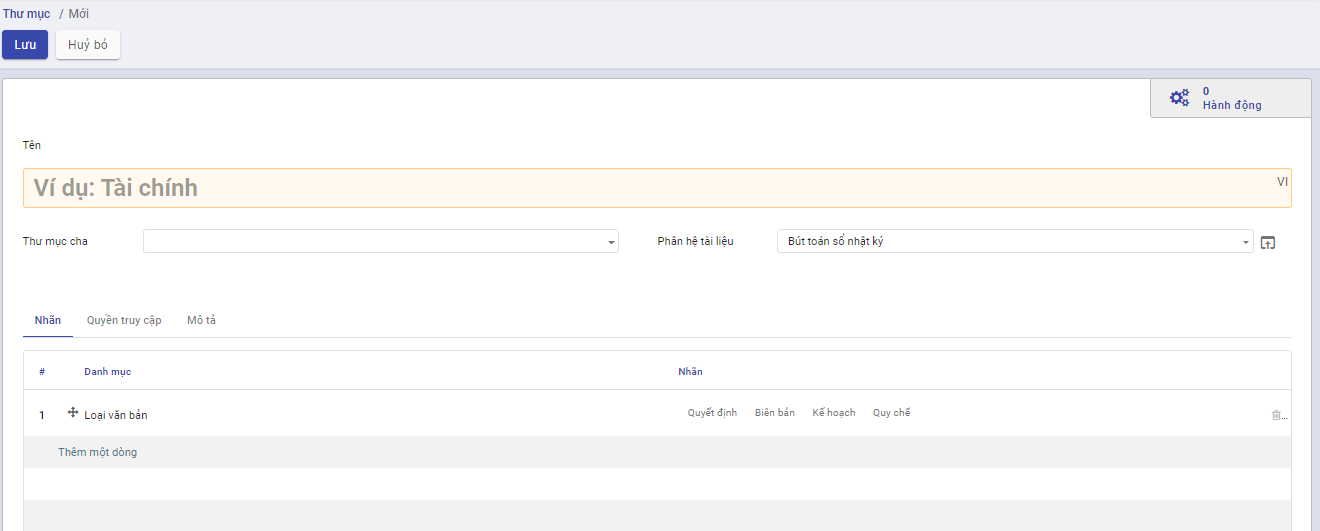 Thư mục / Mới
Lưu Huỷ bỏ
0
Hành động
Tên
Ví dụ: Tài chính VI
Thư mục cha Phân hệ tài liệu Bút toán sổ nhật ký
Nhãn Quyền truy cập Mô tả
# Danh mục Nhãn
1 Loại văn bản Quyết định Biên bản Kế hoạch Quy chế ...
Thêm một dòng